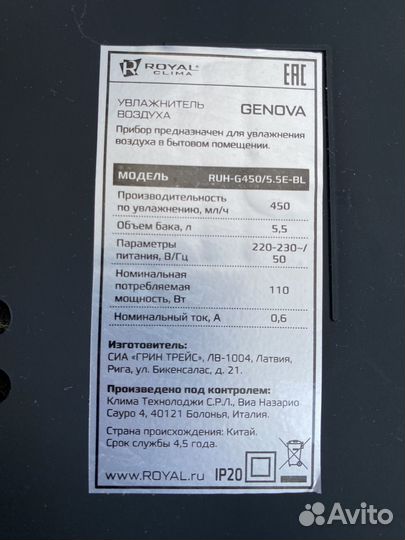 ROYAL®
CLIMA
EAC
УВЛАЖНИТЕЛЬ
ВОЗДУХА
GENOVA
Прибор предназначен для увлажнения
воздуха в бытовом помещении.
МОДЕЛЬ RUH-G450/5.5E-BL
Производительность
по увлажнению, мл/ч 450
Объем бака, л 5,5
Параметры
питания, В/Гц
220-230~/
50
Номинальная
потребляемая
мощность, Вт
110
Номинальный ток, А 0,6
Изготовитель:
СИА «ГРИН ТРЕЙС», ЛВ-1004, Латвия,
Рига, ул. Бикенсалас, д. 21.
Произведено под контролем:
Клима Технолоджи С.Р.Л., Виа Назарио
Сауро 4, 40121 Болонья, Италия.
Страна происхождения: Китай.
Срок службы 4,5 года.
www.ROYAL.ru IP20
Avito